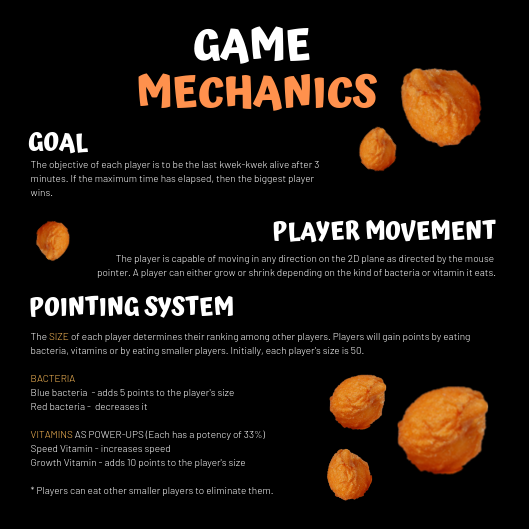 GAME
MECHANICS
GOAL
The objective of each player is to be the last kwek-kwek alive after 3
minutes. If the maximum time has elapsed, then the biggest player
wins.
PLAYER MOVEMENT
The player is capable of moving in any direction on the 2D plane as directed by the mouse
pointer. A player can either grow or shrink depending on the kind of bacteria or vitamin it eats.
POINTING SYSTEM
The SIZE of each player determines their ranking among other players. Players will gain points by eating
bacteria, vitamins or by eating smaller players. Initially, each player's size is 50.
BACTERIA
Blue bacteria - adds 5 points to the player's size
Red bacteria - decreases it
VITAMINS AS POWER-UPS (Each has a potency of 33%)
Speed Vitamin - increases speed
Growth Vitamin - adds 10 points to the player's size
* Players can eat other smaller players to eliminate them.